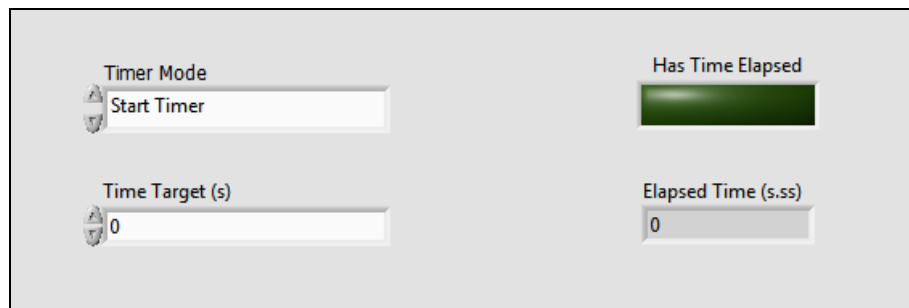 Timer Mode
Start Timer
Has Time Elapsed
Time Target (s)
0
Elapsed Time (s.ss)
0